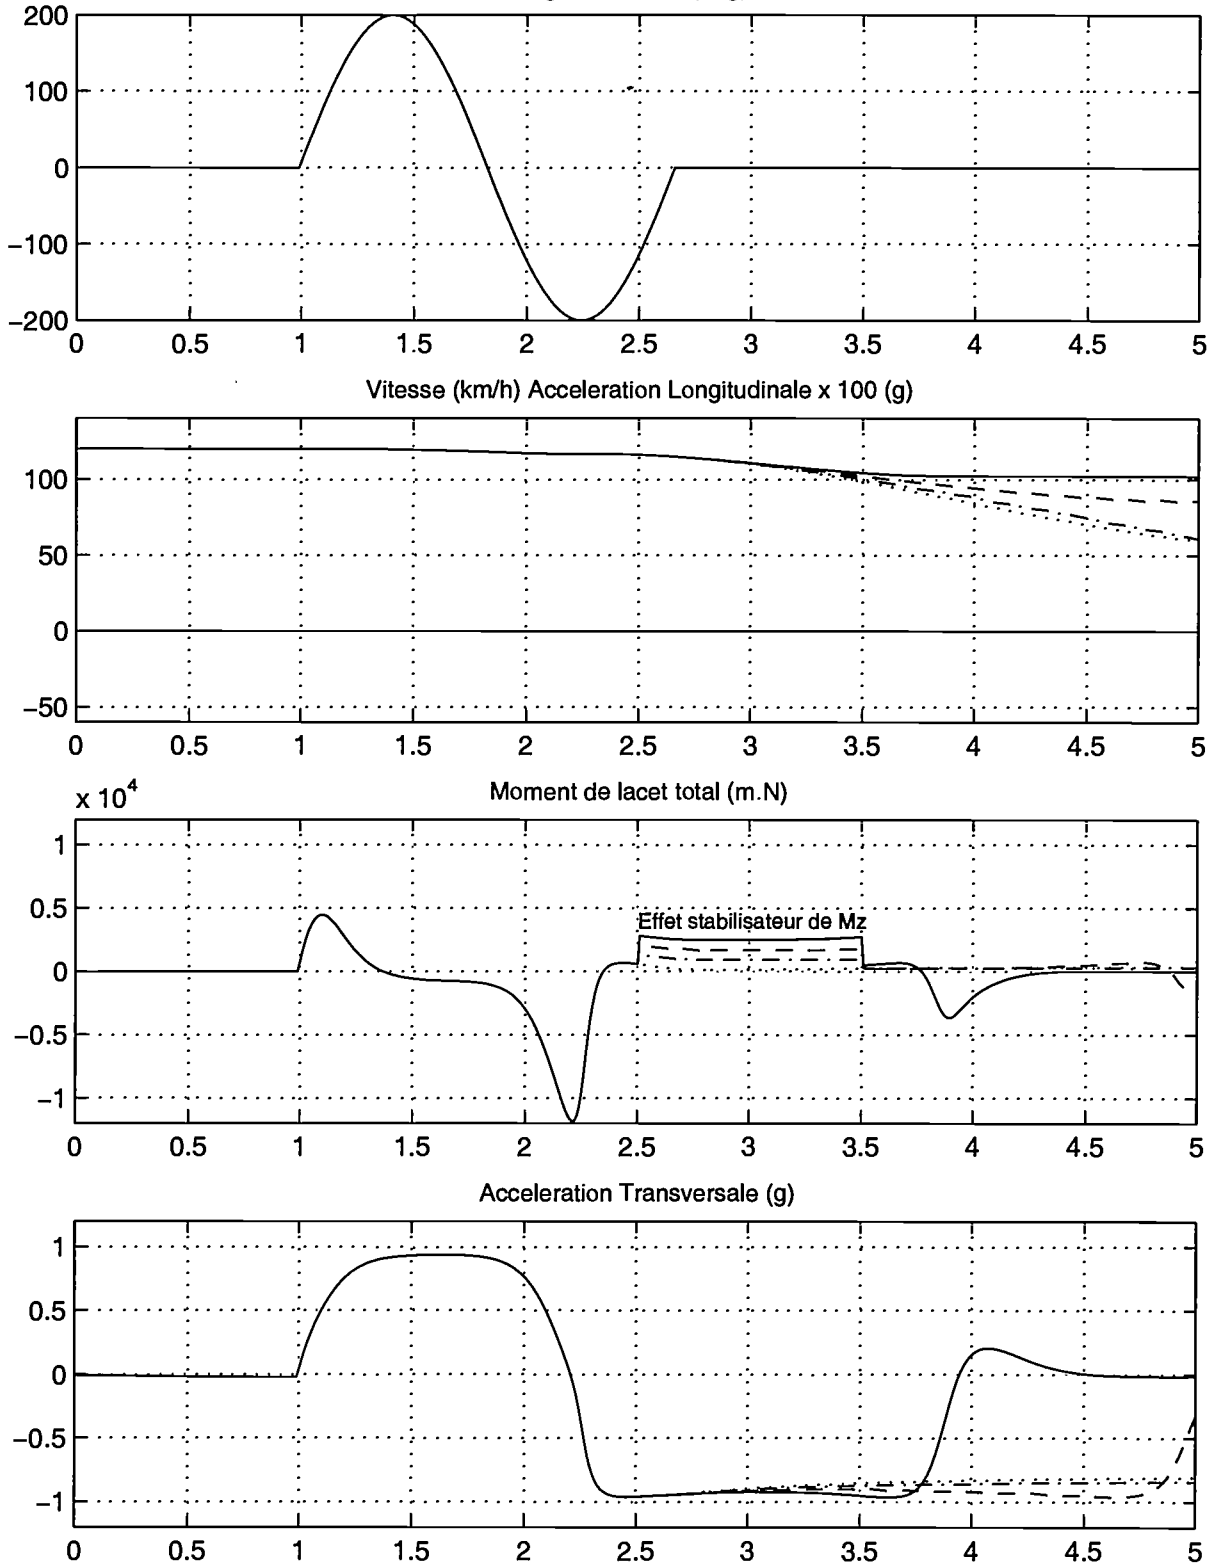 200
100
0
−100
−200
0 0.5 1 1.5 2 2.5 3 3.5 4 4.5 5
Vitesse (km/h) Acceleration Longitudinale x 100 (g)
100
50
0
−50
0 0.5 1 1.5 2 2.5 3 3.5 4 4.5 5
x 10^4
Moment de lacet total (m.N)
1
0.5
Effet stabilisateur de Mz
0
−0.5
−1
0 0.5 1 1.5 2 2.5 3 3.5 4 4.5 5
Acceleration Transversale (g)
1
0.5
0
−0.5
−1
0 0.5 1 1.5 2 2.5 3 3.5 4 4.5 5